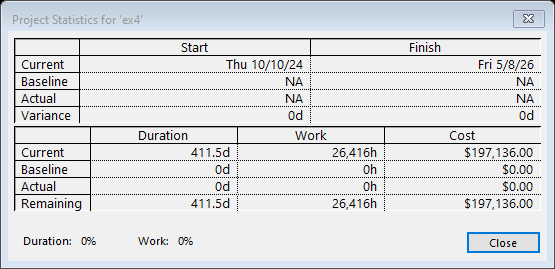 Project Statistics for 'ex4'
Start Finish
Current Thu 10/10/24 Fri 5/8/26
Baseline NA NA
Actual NA NA
Variance 0d 0d
Duration Work Cost
Current 411.5d 26,416h $197,136.00
Baseline 0d 0h $0.00
Actual 0d 0h $0.00
Remaining 411.5d 26,416h $197,136.00
Duration: 0% Work: 0% Close